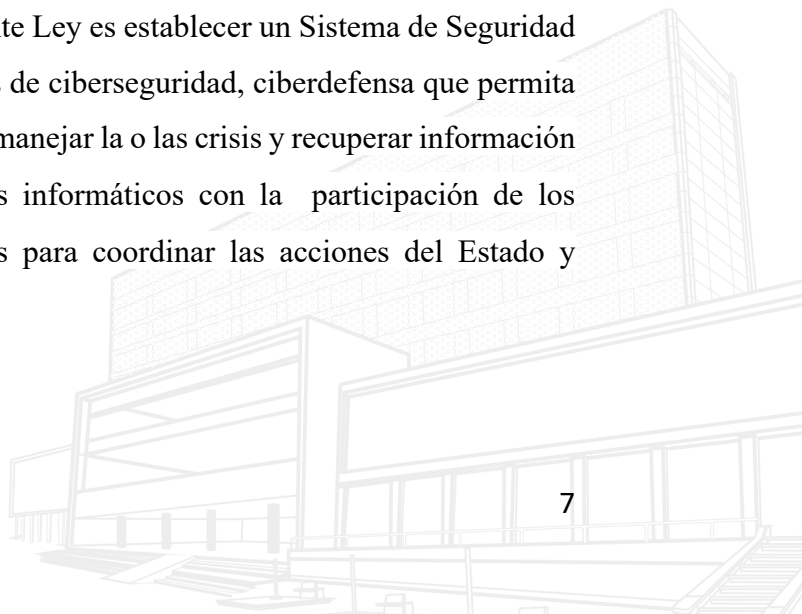 te Ley es establecer un Sistema de Seguridad
de ciberseguridad, ciberdefensa que permita
manejar la o las crisis y recuperar información
s informáticos con la participación de los
s para coordinar las acciones del Estado y
7